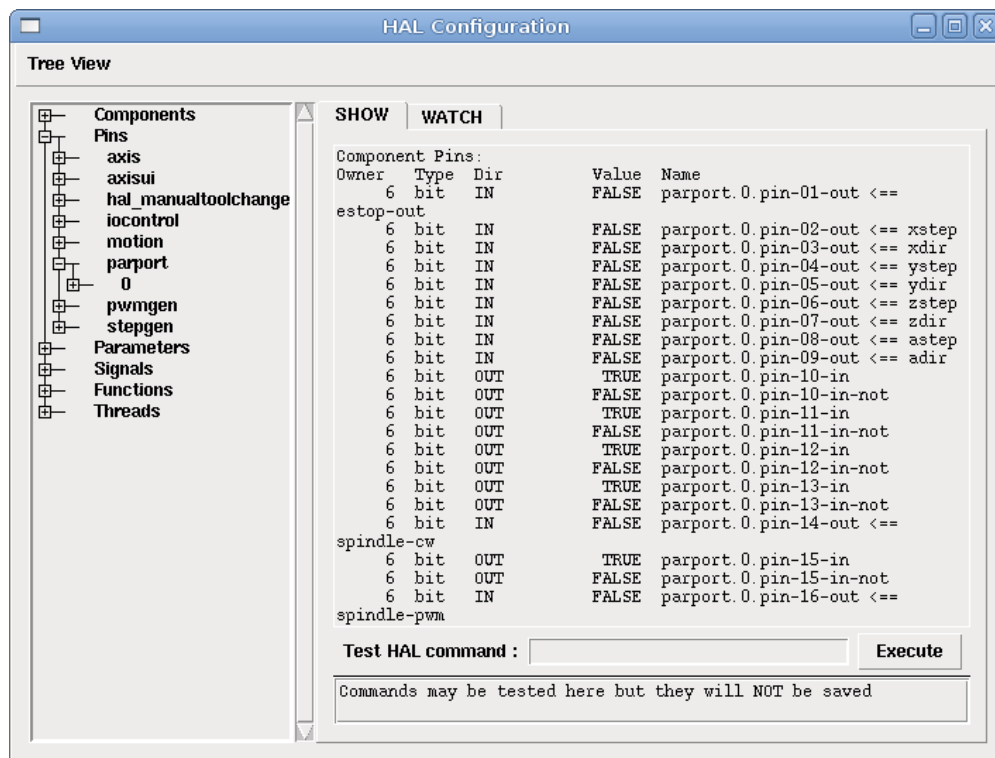 HAL Configuration
Tree View
Components
Pins
axis
axisui
hal_manualtoolchange
iocontrol
motion
parport
0
pwmgen
stepgen
Parameters
Signals
Functions
Threads
SHOW WATCH
Component Pins:
Owner Type Dir Value Name
6 bit IN FALSE parport.0.pin-01-out <==
estop-out
6 bit IN FALSE parport.0.pin-02-out <== xstep
6 bit IN FALSE parport.0.pin-03-out <== xdir
6 bit IN FALSE parport.0.pin-04-out <== ystep
6 bit IN FALSE parport.0.pin-05-out <== ydir
6 bit IN FALSE parport.0.pin-06-out <== zstep
6 bit IN FALSE parport.0.pin-07-out <== zdir
6 bit IN FALSE parport.0.pin-08-out <== astep
6 bit IN FALSE parport.0.pin-09-out <== adir
6 bit OUT TRUE parport.0.pin-10-in
6 bit OUT FALSE parport.0.pin-10-in-not
6 bit OUT TRUE parport.0.pin-11-in
6 bit OUT FALSE parport.0.pin-11-in-not
6 bit OUT TRUE parport.0.pin-12-in
6 bit OUT FALSE parport.0.pin-12-in-not
6 bit OUT TRUE parport.0.pin-13-in
6 bit OUT FALSE parport.0.pin-13-in-not
6 bit IN FALSE parport.0.pin-14-out <==
spindle-cw
6 bit OUT TRUE parport.0.pin-15-in
6 bit OUT FALSE parport.0.pin-15-in-not
6 bit IN FALSE parport.0.pin-16-out <==
spindle-pwm
Test HAL command : Execute
Commands may be tested here but they will NOT be saved